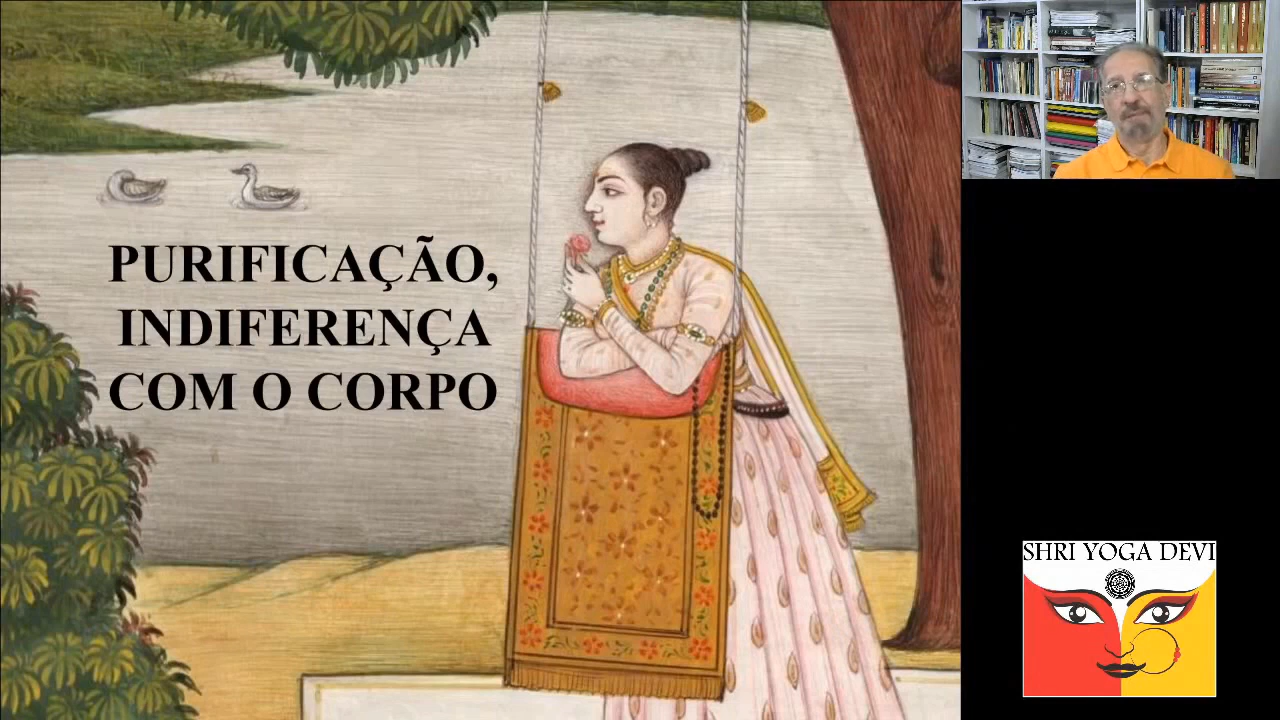 PURIFICAÇÃO,
INDIFERENÇA
COM O CORPO
SHRI YOGA DEVI